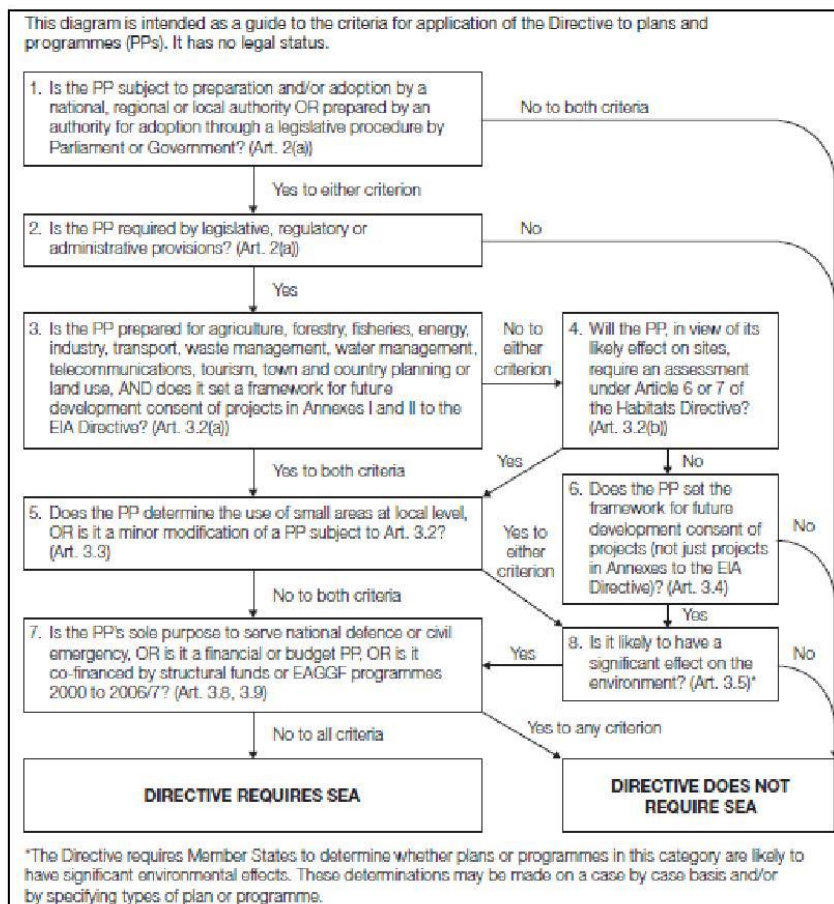 This diagram is intended as a guide to the criteria for application of the Directive to plans and
programmes (PPs). It has no legal status.
1. Is the PP subject to preparation and/or adoption by a
national, regional or local authority OR prepared by an
authority for adoption through a legislative procedure by
Parliament or Government? (Art. 2(a))
No to both criteria
Yes to either criterion
2. Is the PP required by legislative, regulatory or
administrative provisions? (Art. 2(a))
No
Yes
3. Is the PP prepared for agriculture, forestry, fisheries, energy,
industry, transport, waste management, water management,
telecommunications, tourism, town and country planning or
land use, AND does it set a framework for future
development consent of projects in Annexes I and II to the
EIA Directive? (Art. 3.2(a))
No to
either
criterion
4. Will the PP, in view of its
likely effect on sites,
require an assessment
under Article 6 or 7 of
the Habitats Directive?
(Art. 3.2(b))
Yes to both criteria
Yes
No
5. Does the PP determine the use of small areas at local level,
OR is it a minor modification of a PP subject to Art. 3.2?
(Art. 3.3)
Yes to
either
criterion
6. Does the PP set the
framework for future
development consent of
projects (not just projects
in Annexes to the EIA
Directive)? (Art. 3.4)
No
No to both criteria
Yes
7. Is the PP's sole purpose to serve national defence or civil
emergency, OR is it a financial or budget PP, OR is it
co-financed by structural funds or EAGGF programmes
2000 to 2006/7? (Art. 3.8, 3.9)
Yes
8. Is it likely to have a
significant effect on the
environment? (Art. 3.5)*
No
No to all criteria
Yes to any criterion
DIRECTIVE REQUIRES SEA
DIRECTIVE DOES NOT
REQUIRE SEA
*The Directive requires Member States to determine whether plans or programmes in this category are likely to
have significant environmental effects. These determinations may be made on a case by case basis and/or
by specifying types of plan or programme.